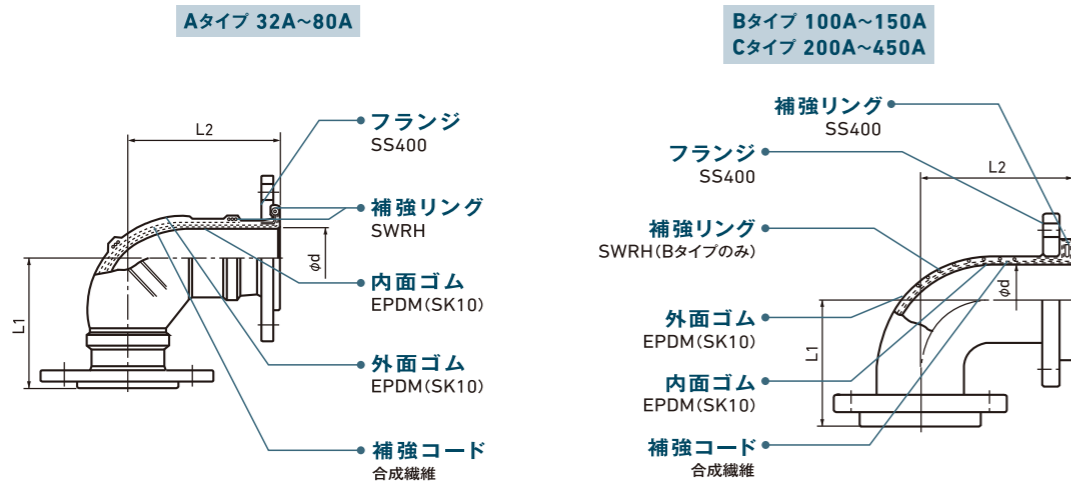 Aタイプ 32A～80A
L2
フランジ
SS400
補強リング
SWRH
φd
内面ゴム
EPDM(SK10)
L1
外面ゴム
EPDM(SK10)
補強コード
合成繊維
Bタイプ 100A～150A
Cタイプ 200A～450A
補強リング
SS400
フランジ
SS400
L2
補強リング
SWRH(Bタイプのみ)
φd
外面ゴム
EPDM(SK10)
L1
内面ゴム
EPDM(SK10)
補強コード
合成繊維